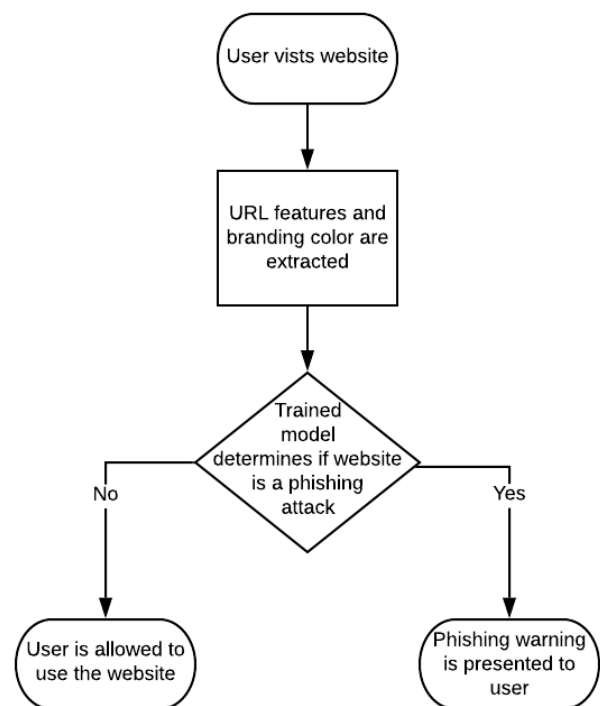 User vists website
URL features and
branding color are
extracted
Trained
model
determines if website
is a phishing
attack
No
Yes
User is allowed to
use the website
Phishing warning
is presented to
user